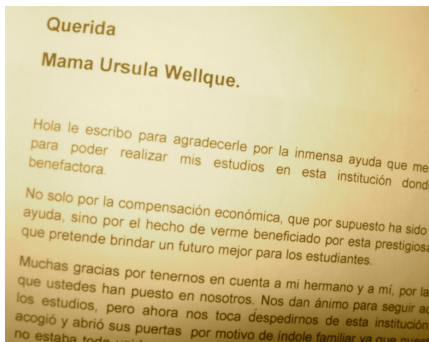 Querida
Mama Ursula Wellque.
Hola le escribo para agradecerle por la inmensa ayuda que me
para poder realizar mis estudios en esta institución dond
benefactora.
No solo por la compensación económica, que por supuesto ha sido
ayuda, sino por el hecho de verme beneficiado por esta prestigiosa
que pretende brindar un futuro mejor para los estudiantes.
Muchas gracias por tenernos en cuenta a mi hermano y a mí, por la
que ustedes han puesto en nosotros. Nos dan ánimo para seguir ad
los estudios, pero ahora nos toca despedirnos de esta institución
acogió y abrió sus puertas por motivo de índole familiar ya que
no estaba toda